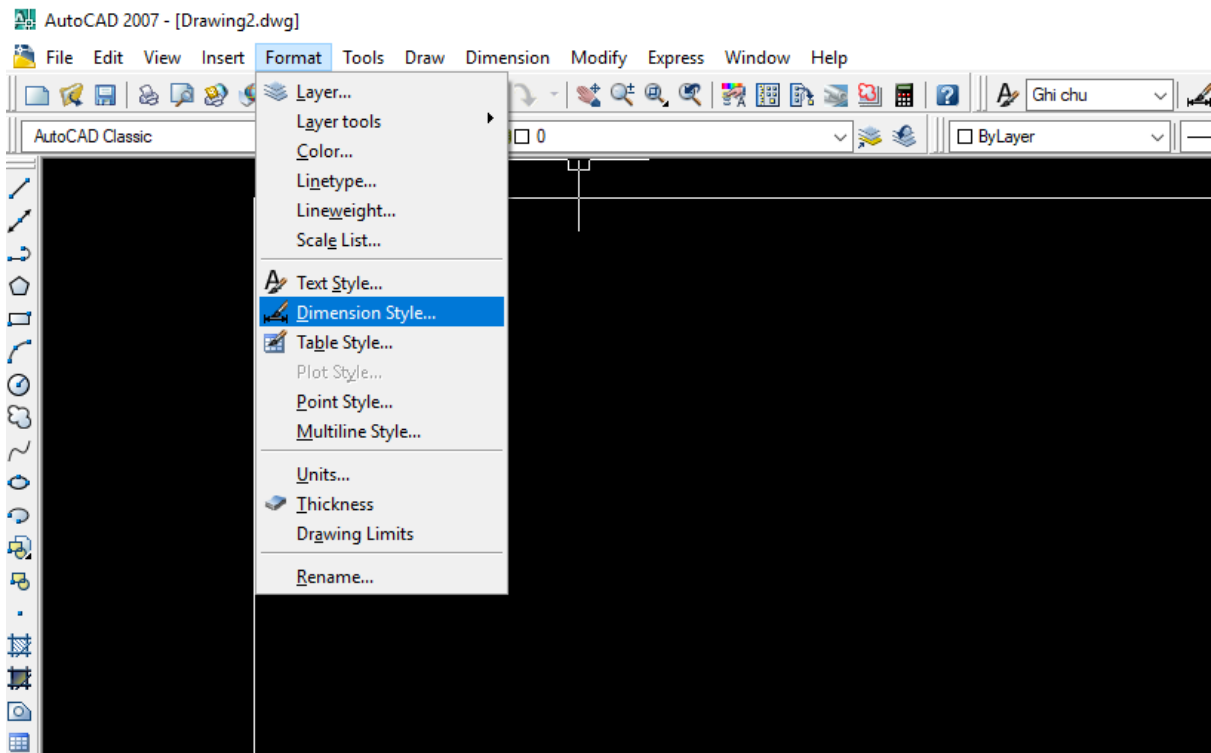 AutoCAD 2007 - [Drawing2.dwg]
File Edit View Insert Format Tools Draw Dimension Modify Express Window Help
Ghi chu
AutoCAD Classic
0
ByLayer
Layer...
Layer tools
Color...
Linetype...
Lineweight...
Scale List...
Text Style...
Dimension Style...
Table Style...
Plot Style...
Point Style...
Multiline Style...
Units...
Thickness
Drawing Limits
Rename...